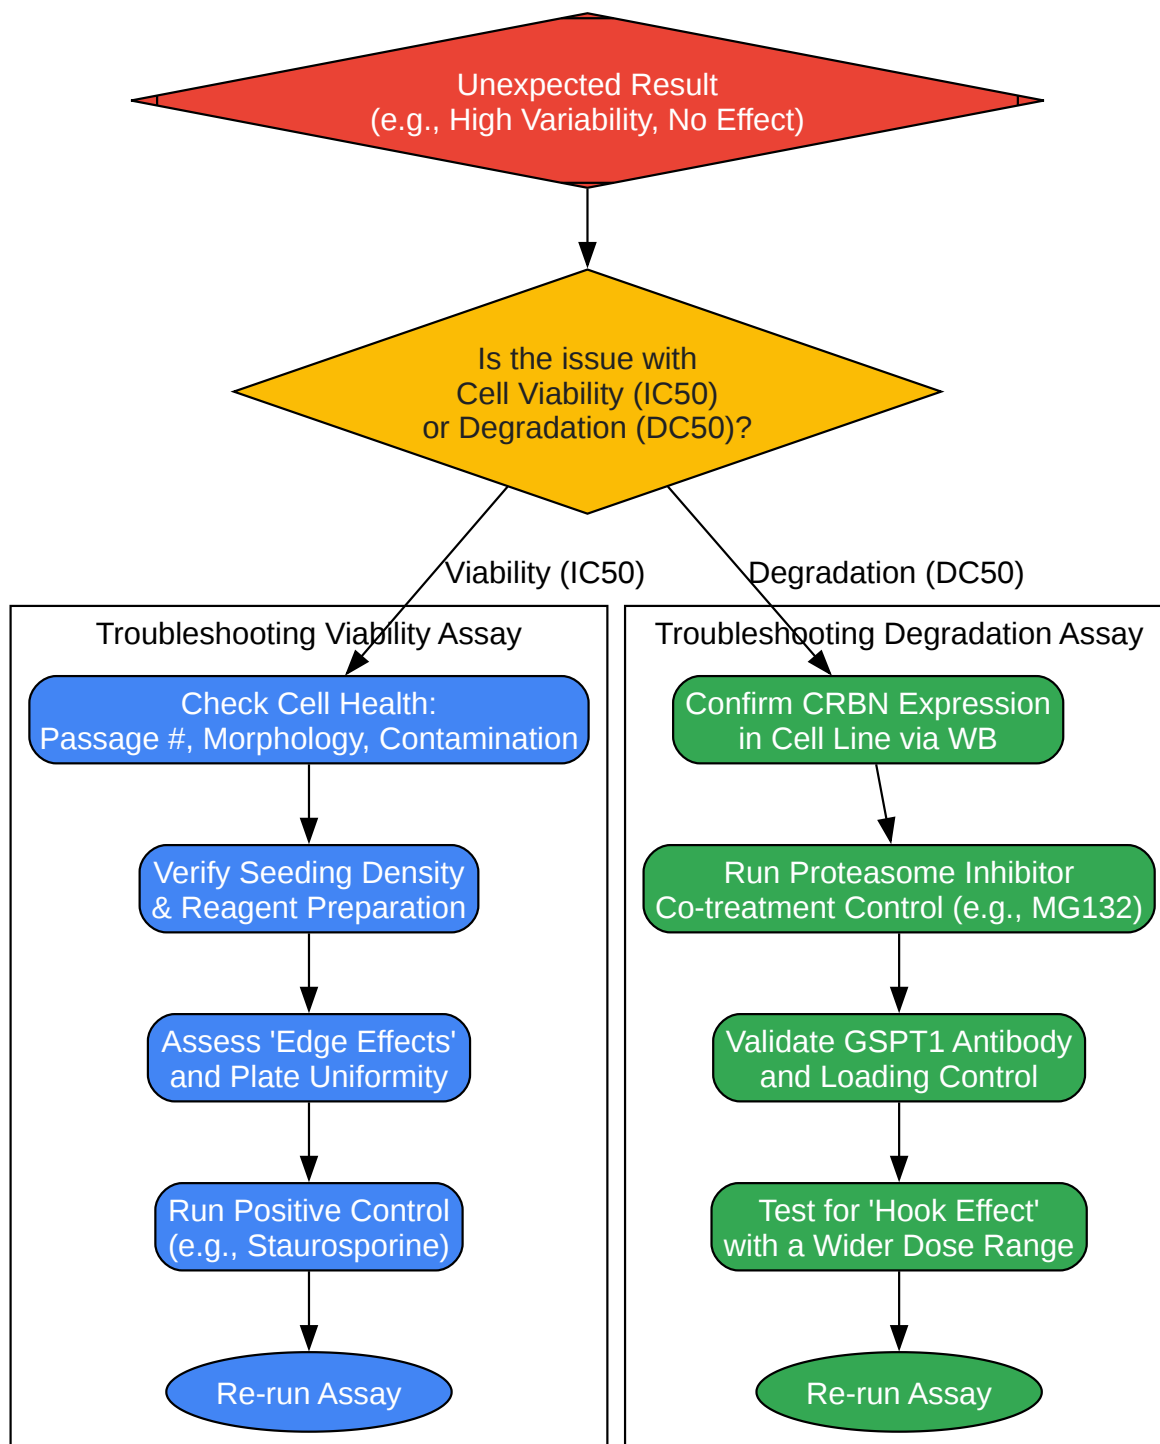 Unexpected Result
(e.g., High Variability, No Effect)
Is the issue with
Cell Viability (IC50)
or Degradation (DC50)?
Viability (IC50)
Degradation (DC50)
Troubleshooting Viability Assay
Check Cell Health:
Passage #, Morphology, Contamination
Verify Seeding Density
& Reagent Preparation
Assess 'Edge Effects'
and Plate Uniformity
Run Positive Control
(e.g., Staurosporine)
Re-run Assay
Troubleshooting Degradation Assay
Confirm CRBN Expression
in Cell Line via WB
Run Proteasome Inhibitor
Co-treatment Control (e.g., MG132)
Validate GSPT1 Antibody
and Loading Control
Test for 'Hook Effect'
with a Wider Dose Range
Re-run Assay